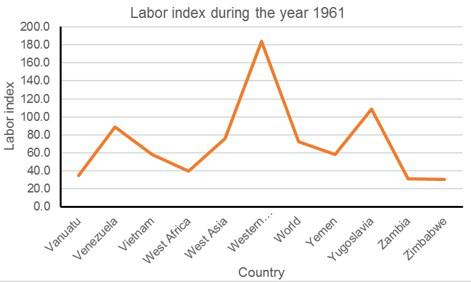 Labor index during the year 1961
200.0
180.0
160.0
140.0
120.0
100.0
80.0
60.0
40.0
20.0
0.0
Labor index
Vanuatu
Venezuela
Vietnam
West Africa
West Asia
Western...
World
Yemen
Yugoslavia
Zambia
Zimbabwe
Country